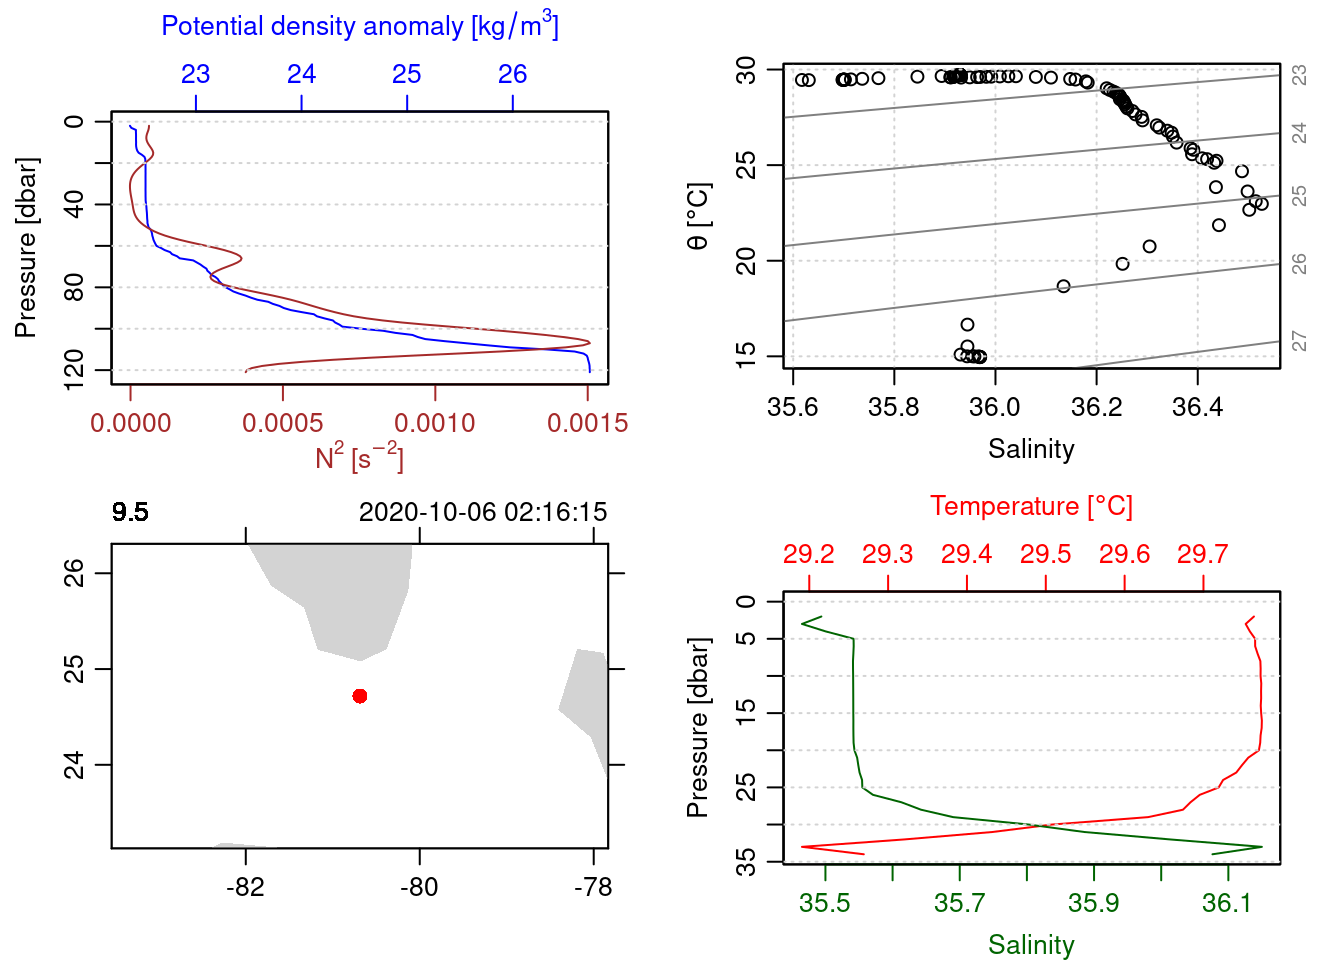 Potential density anomaly [kg/m³]
23 24 25 26
Pressure [dbar]
0
40
80
120
0.0000 0.0005 0.0010 0.0015
N² [s⁻²]
θ [°C]
30
25
20
15
23
24
25
26
27
35.6 35.8 36.0 36.2 36.4
Salinity
9.5 2020-10-06 02:16:15
26
25
24
-82 -80 -78
Temperature [°C]
29.2 29.3 29.4 29.5 29.6 29.7
Pressure [dbar]
0
5
15
25
35
35.5 35.7 35.9 36.1
Salinity